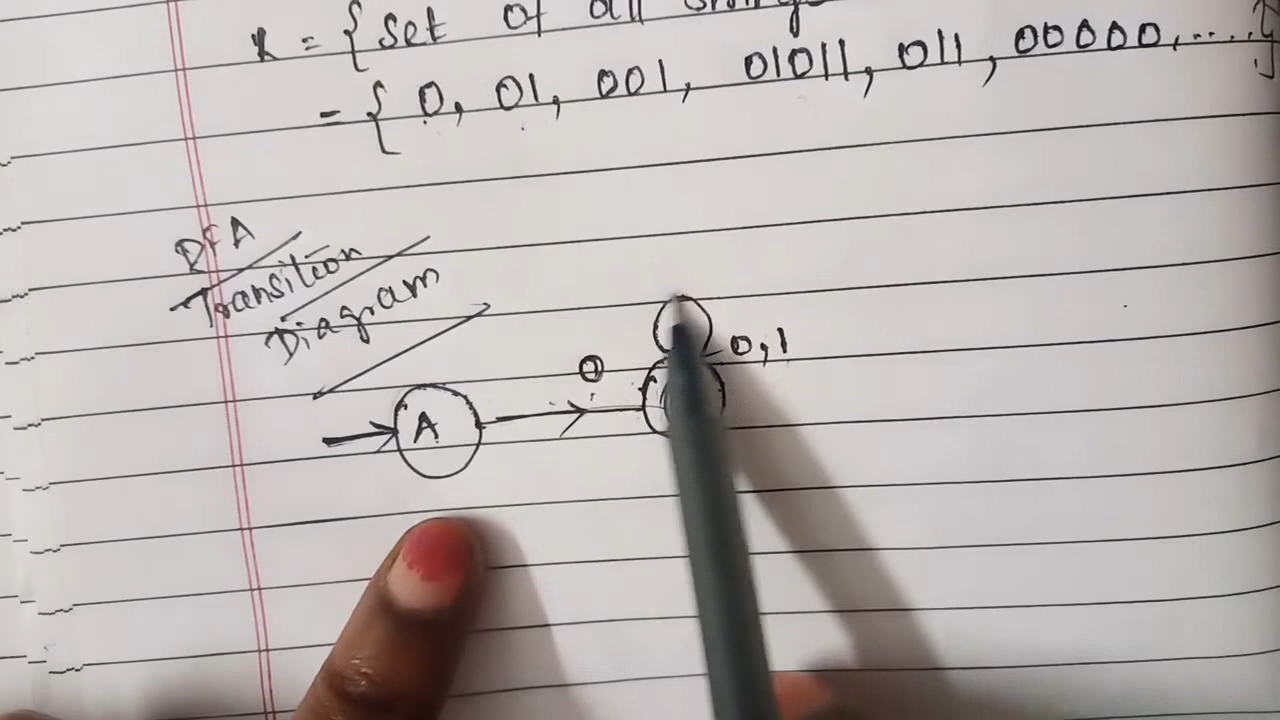 = { Set of all
= { 0, 01, 001, 01011, 011, 00000, ....}
DFA
Transition
Diagram
0
0,1
A